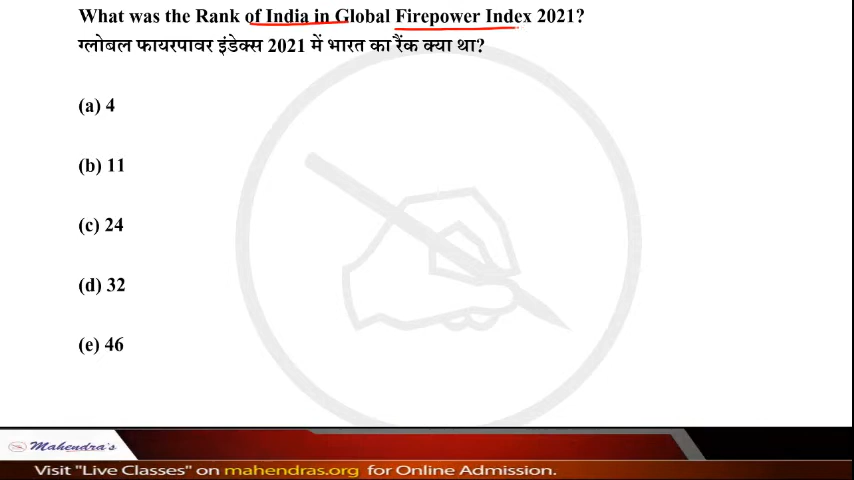 What was the Rank of India in Global Firepower Index 2021?
ग्लोबल फायरपावर इंडेक्स 2021 में भारत का रैंक क्या था?
(a) 4
(b) 11
(c) 24
(d) 32
(e) 46
Mahendra's
Visit "Live Classes" on mahendras.org for Online Admission.